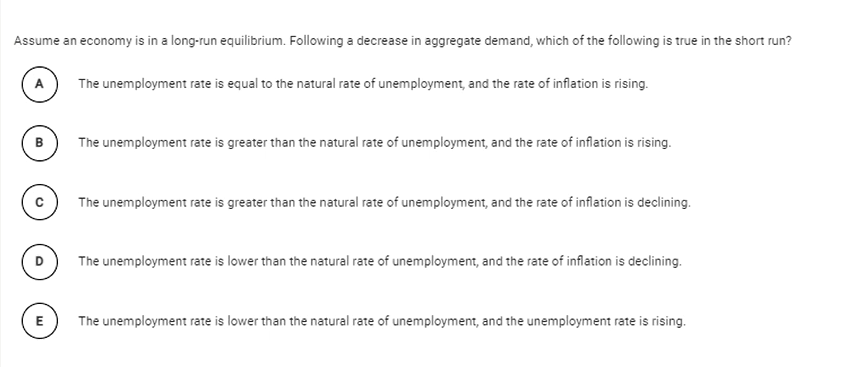 Assume an economy is in a long-run equilibrium. Following a decrease in aggregate demand, which of the following is true in the short run?
A The unemployment rate is equal to the natural rate of unemployment, and the rate of inflation is rising.
B The unemployment rate is greater than the natural rate of unemployment, and the rate of inflation is rising.
C The unemployment rate is greater than the natural rate of unemployment, and the rate of inflation is declining.
D The unemployment rate is lower than the natural rate of unemployment, and the rate of inflation is declining.
E The unemployment rate is lower than the natural rate of unemployment, and the unemployment rate is rising.